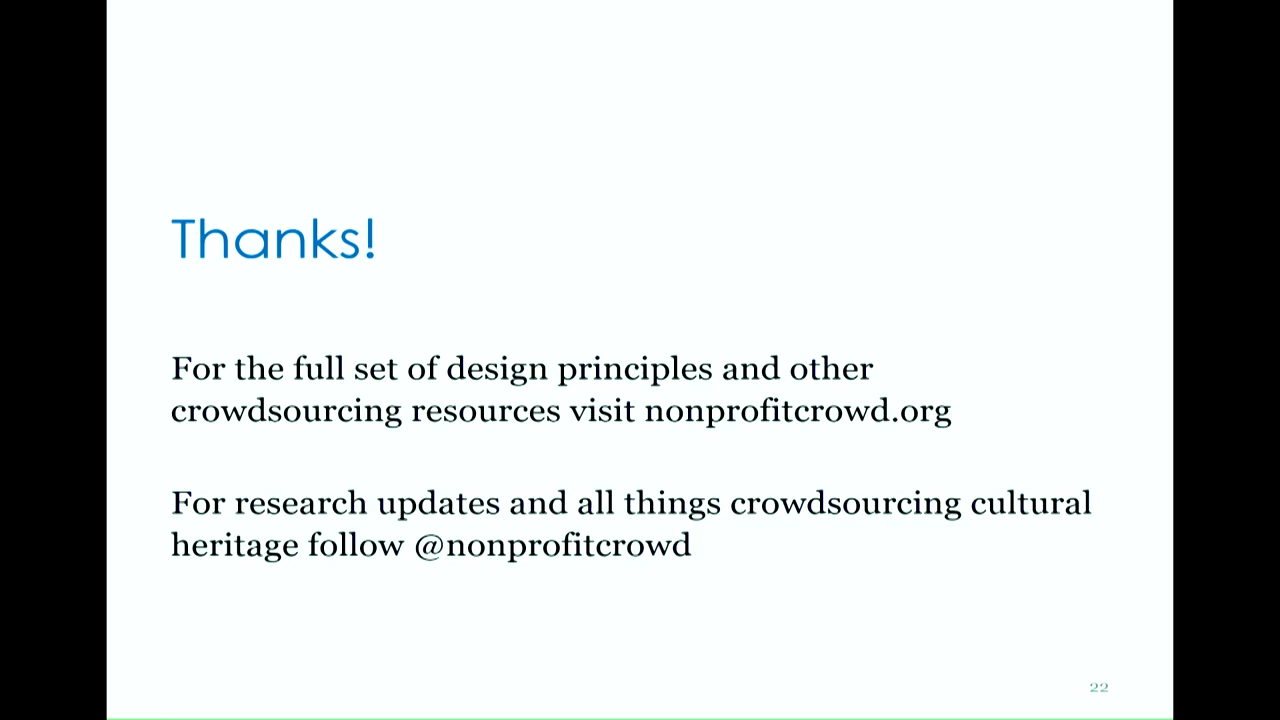 Thanks!
For the full set of design principles and other
crowdsourcing resources visit nonprofitcrowd.org
For research updates and all things crowdsourcing cultural
heritage follow @nonprofitcrowd
22